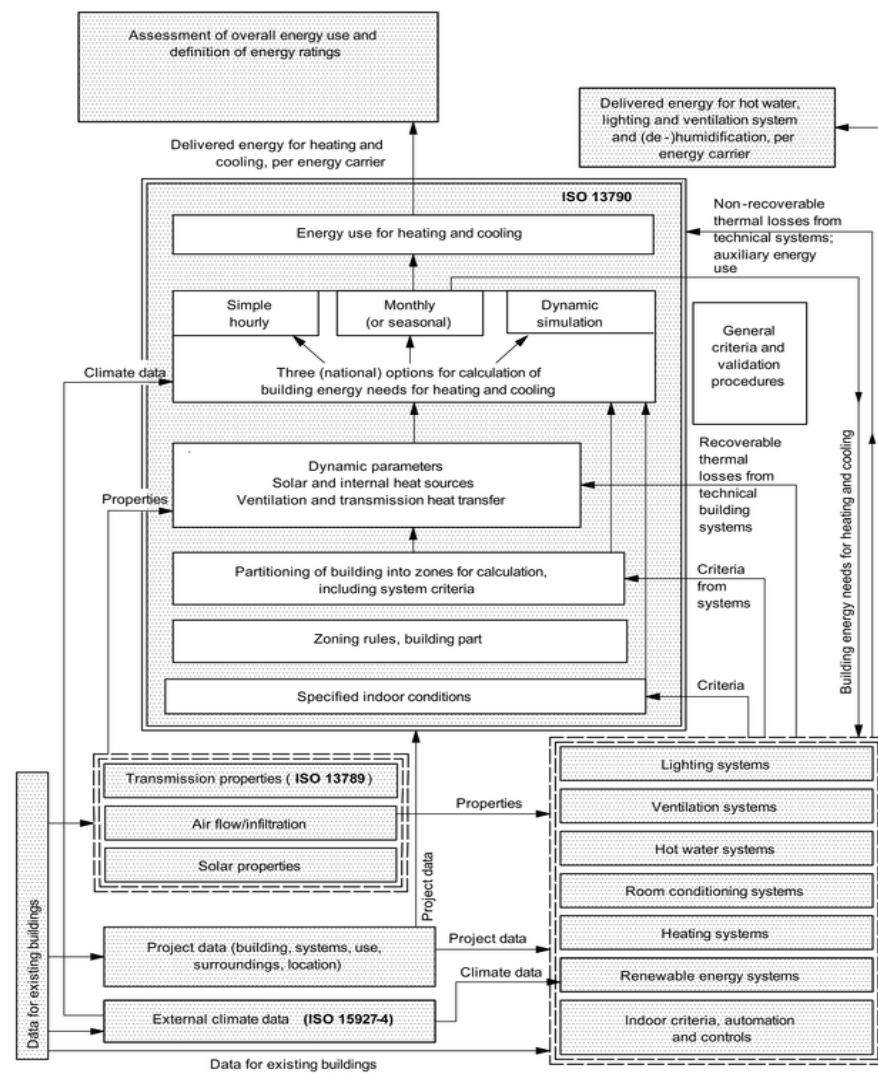 Assessment of overall energy use and
definition of energy ratings
Delivered energy for hot water,
lighting and ventilation system
and (de -)humidification, per
energy carrier
Delivered energy for heating and
cooling, per energy carrier
ISO 13790
Non-recoverable
thermal losses from
technical systems;
auxiliary energy
use
Energy use for heating and cooling
Simple
hourly
Monthly
(or seasonal)
Dynamic
simulation
General
criteria and
validation
procedures
Climate data
Three (national) options for calculation of
building energy needs for heating and cooling
Recoverable
thermal
losses from
technical
building
systems
Dynamic parameters
Solar and internal heat sources
Ventilation and transmission heat transfer
Properties
Building energy needs for heating and cooling
Partitioning of building into zones for calculation,
including system criteria
Criteria
from
systems
Zoning rules, building part
Specified indoor conditions
Criteria
Transmission properties ( ISO 13789 )
Air flow/infiltration
Solar properties
Properties
Lighting systems
Ventilation systems
Hot water systems
Room conditioning systems
Heating systems
Renewable energy systems
Indoor criteria, automation
and controls
Project data
Project data (building, systems, use,
surroundings, location)
Project data
Climate data
External climate data (ISO 15927-4)
Data for existing buildings
Data for existing buildings